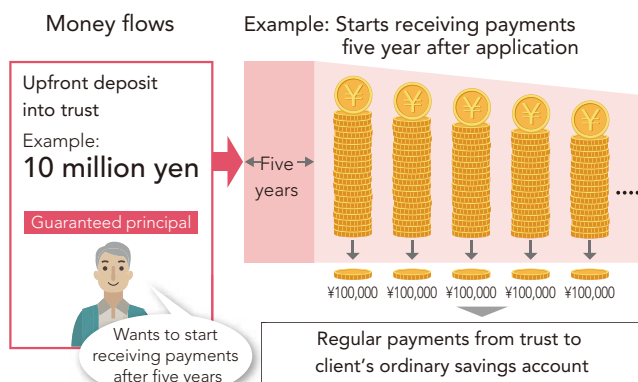 Money flows
Upfront deposit
into trust
Example:
10 million yen
Guaranteed principal
Wants to start
receiving payments
after five years
Example: Starts receiving payments
five year after application
Five
years
¥ ¥ ¥ ¥ ¥
....
¥100,000 ¥100,000 ¥100,000 ¥100,000 ¥100,000
Regular payments from trust to
client's ordinary savings account